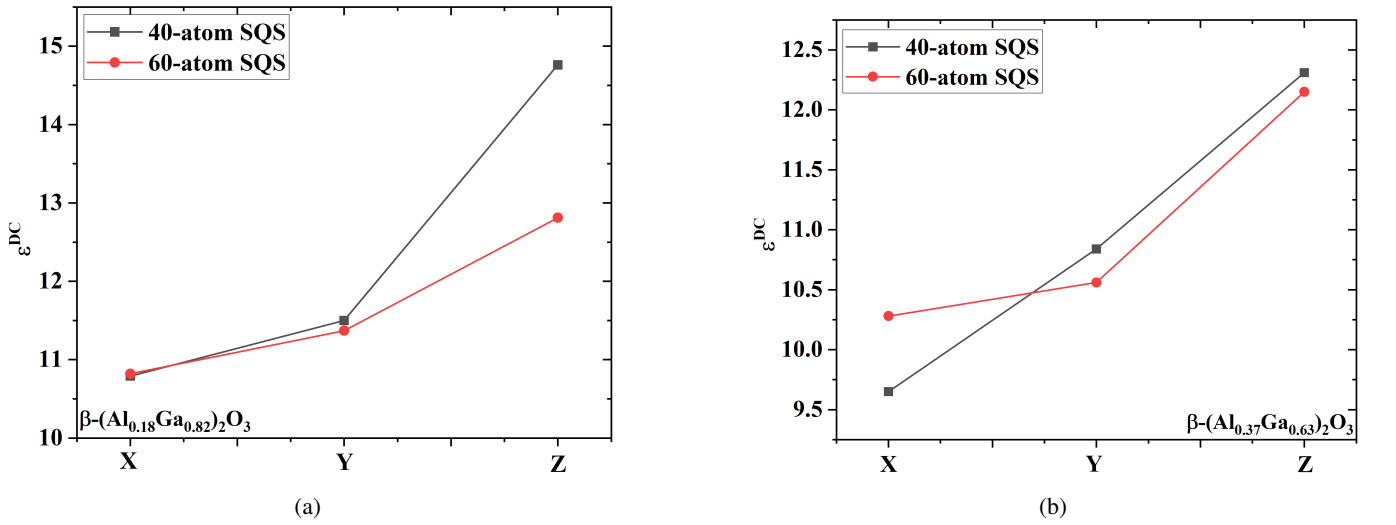 40-atom SQS
60-atom SQS
15
14
13
12
11
10
ε^DC
β-(Al₀.₁₈Ga₀.₈₂)₂O₃
X Y Z
(a)
40-atom SQS
60-atom SQS
12.5
12.0
11.5
11.0
10.5
10.0
9.5
ε^DC
β-(Al₀.₃₇Ga₀.₆₃)₂O₃
X Y Z
(b)